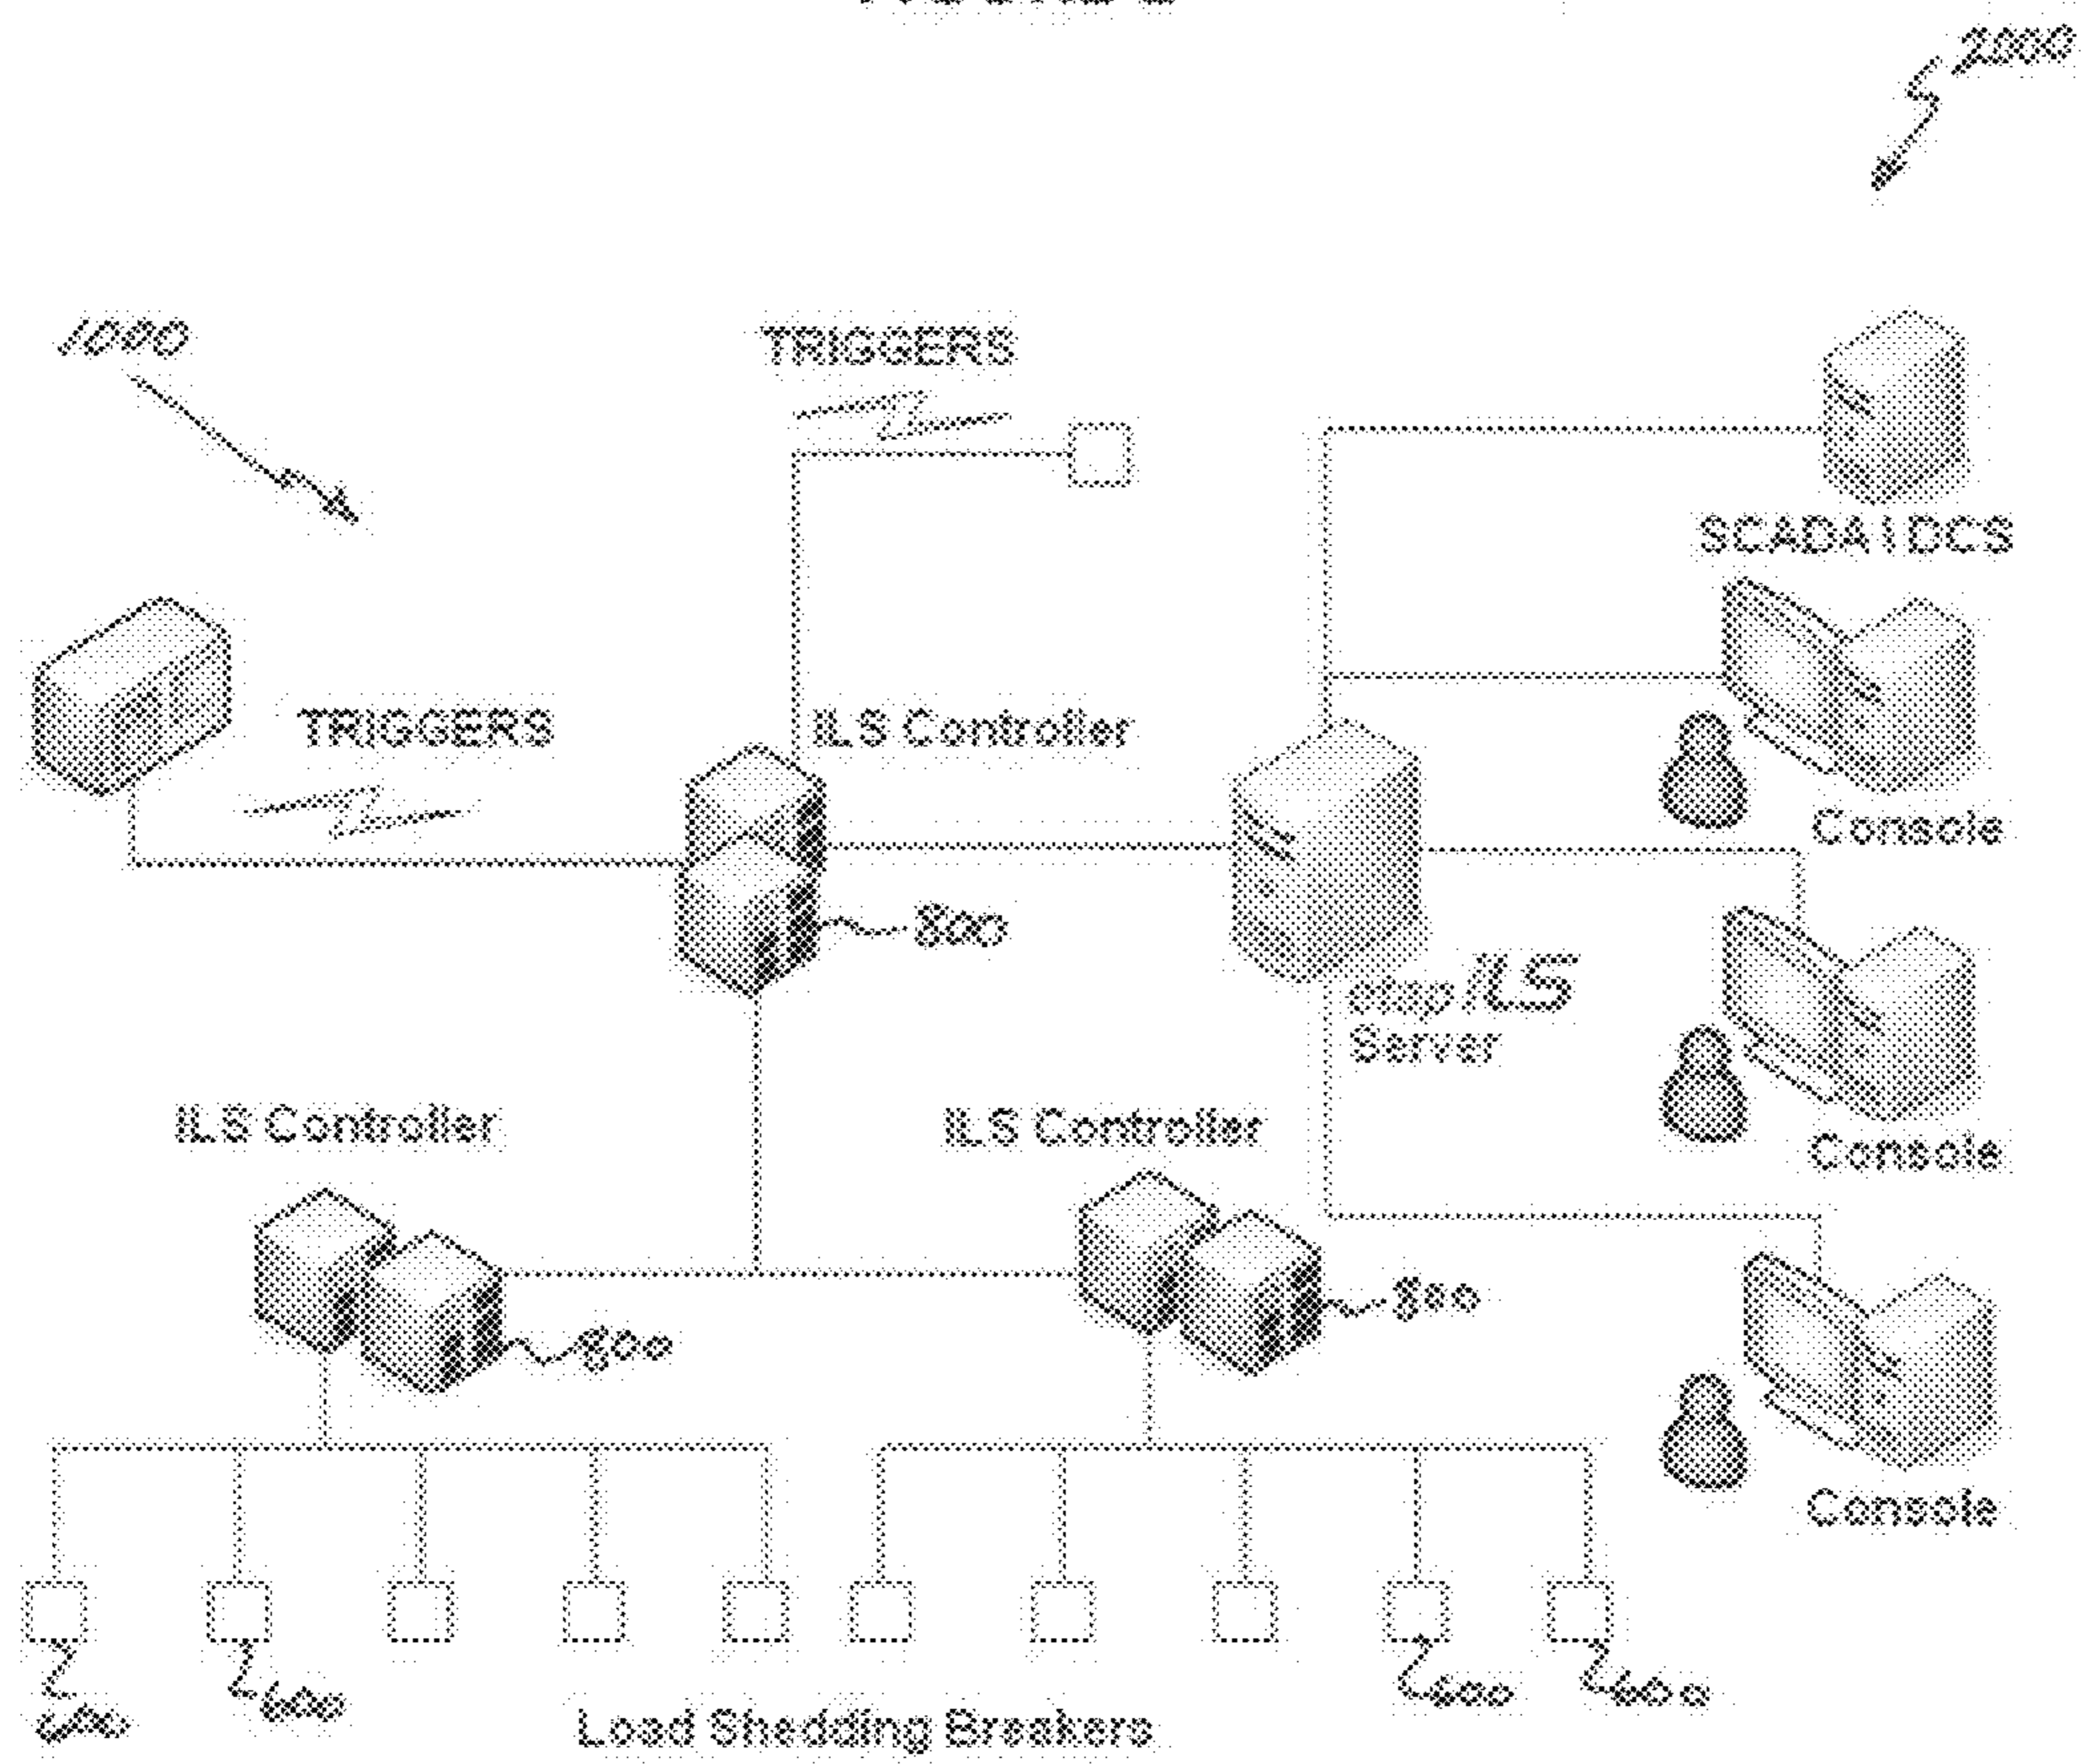 2000
1000
TRIGGERS
SCADA / DCS
TRIGGERS
ILS Controller
Console
800
etap ILS
Server
ILS Controller
ILS Controller
Console
800
800
Console
600
600
600
600
Load Shedding Breakers